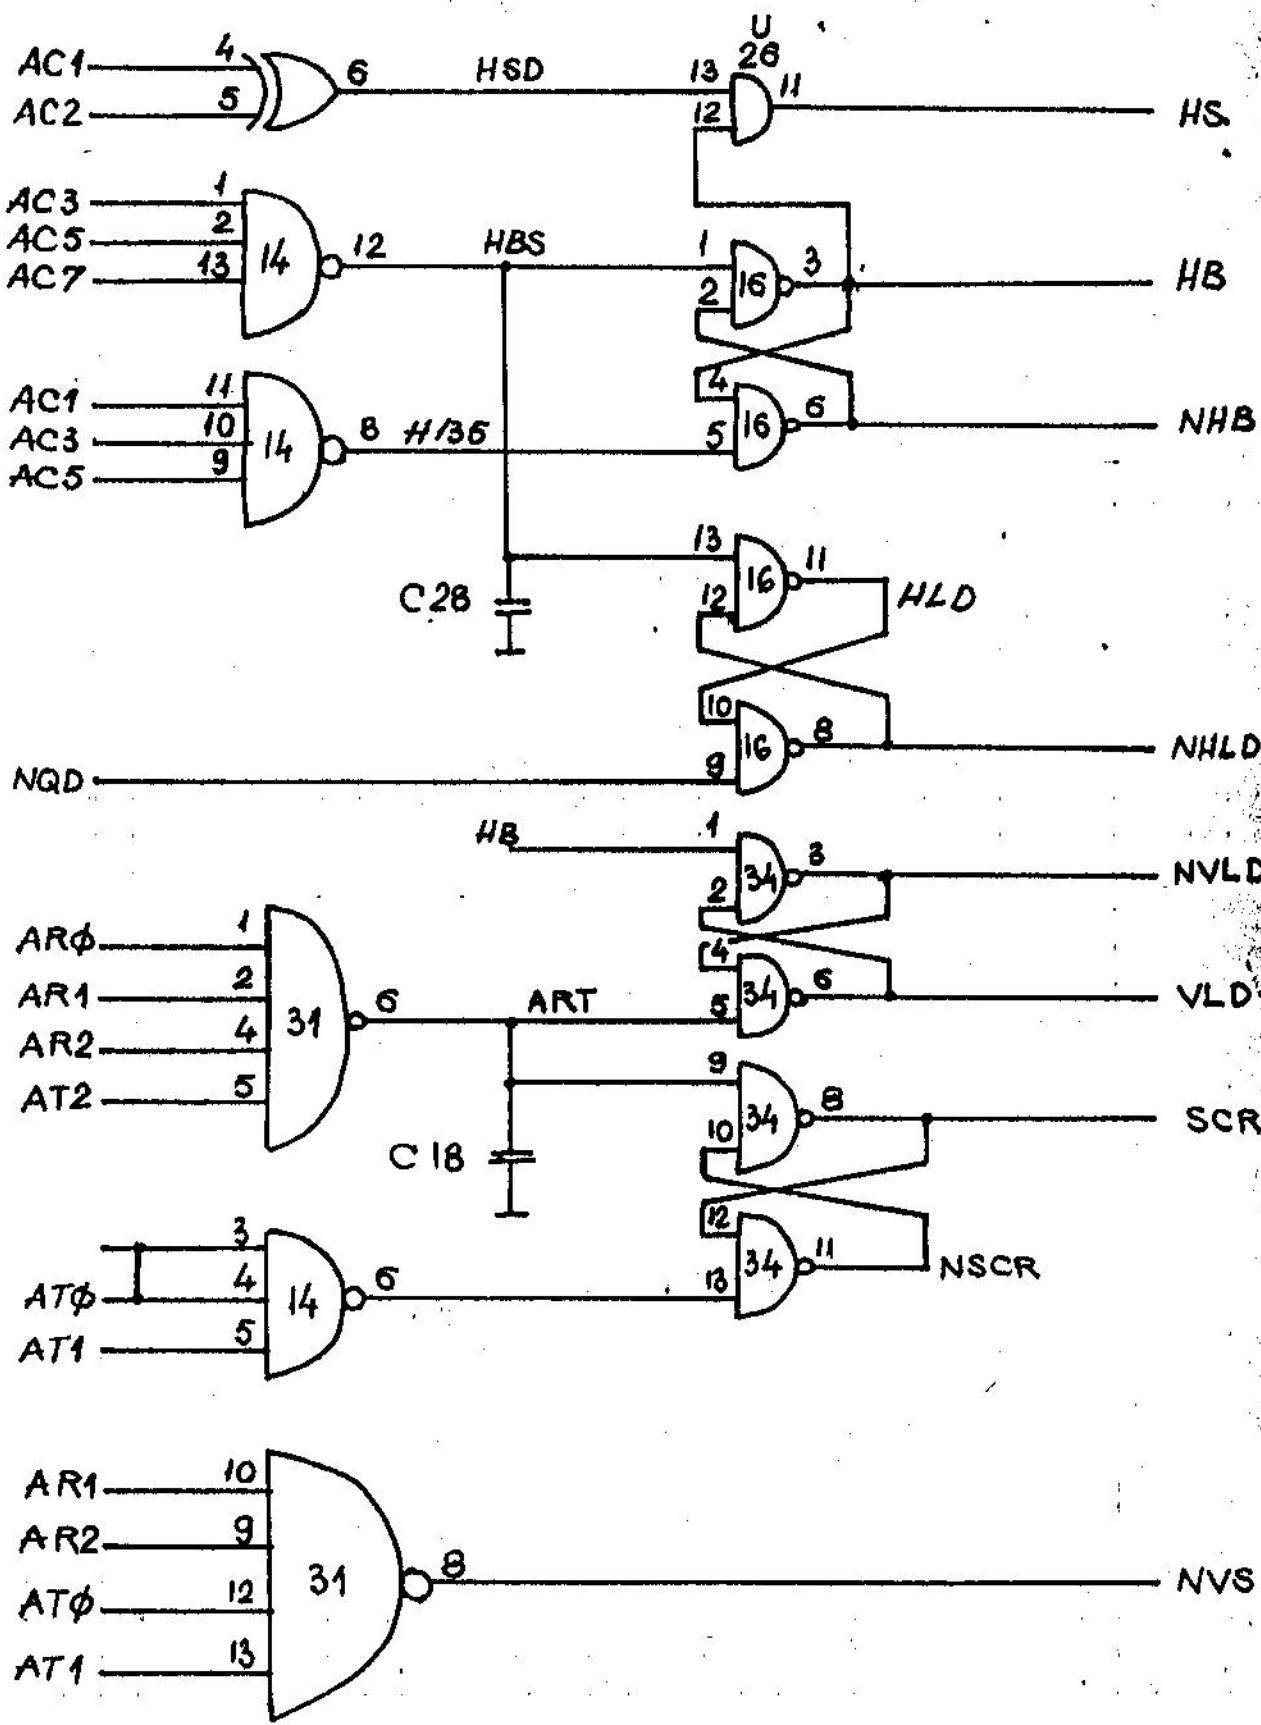 U
26
AC1 4
AC2 5
6 HSD 13
12
11
HS
AC3 1
AC5 2
AC7 13
14
12 HBS 1
2
16
3
HB
AC1 11
AC3 10
AC5 9
14
8 H/36
4
5
16
6
NHB
C28
13
12
16
11
HLD
10
9
16
8
NHLD
NQD
HB 1
2
34
3
NVLD
ARϕ 1
AR1 2
AR2 4
AT2 5
31
6 ART
4
5
34
6
VLD
C18
9
10
34
8
SCR
12
13
34
11
NSCR
3
ATϕ 4
AT1 5
14
6
AR1 10
AR2 9
ATϕ 12
AT1 13
31
8
NVS